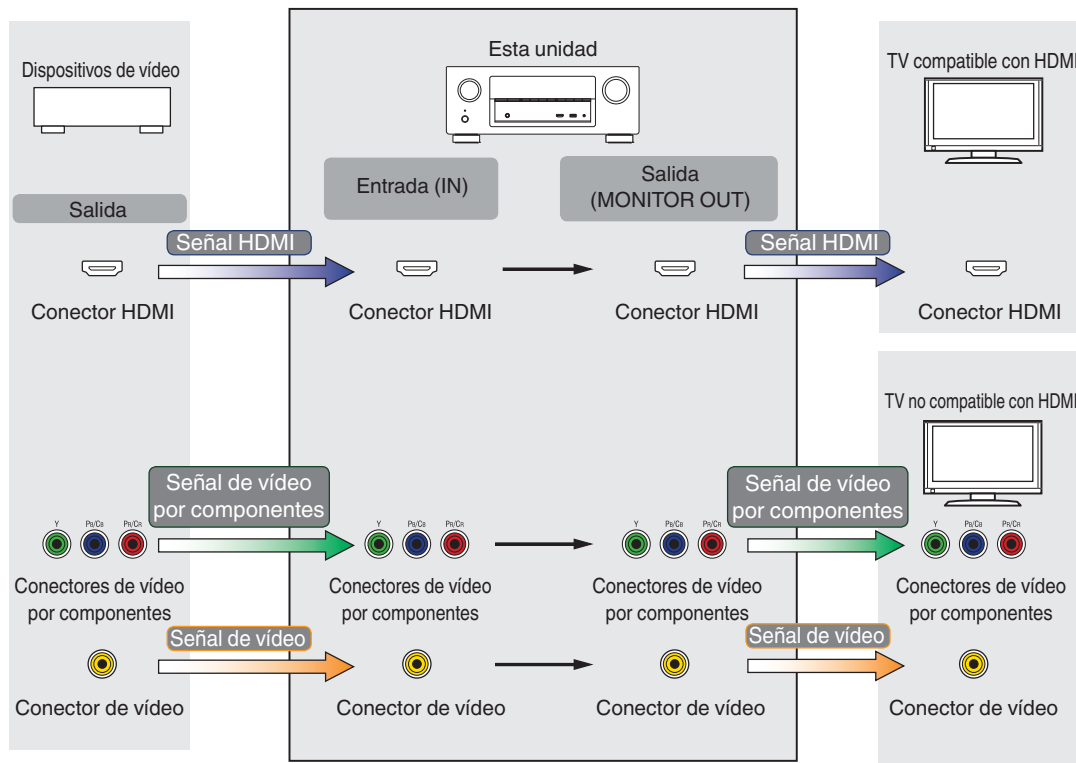 Dispositivos de vídeo
Esta unidad
TV compatible con HDMI
Salida
Entrada (IN)
Salida
(MONITOR OUT)
Señal HDMI
Señal HDMI
Conector HDMI
Conector HDMI
Conector HDMI
Conector HDMI
TV no compatible con HDMI
Señal de vídeo
por componentes
Señal de vídeo
por componentes
Y PB/CB PR/CR
Y PB/CB PR/CR
Y PB/CB PR/CR
Y PB/CB PR/CR
Conectores de vídeo
por componentes
Conectores de vídeo
por componentes
Conectores de vídeo
por componentes
Conectores de vídeo
por componentes
Señal de vídeo
Señal de vídeo
Conector de vídeo
Conector de vídeo
Conector de vídeo
Conector de vídeo